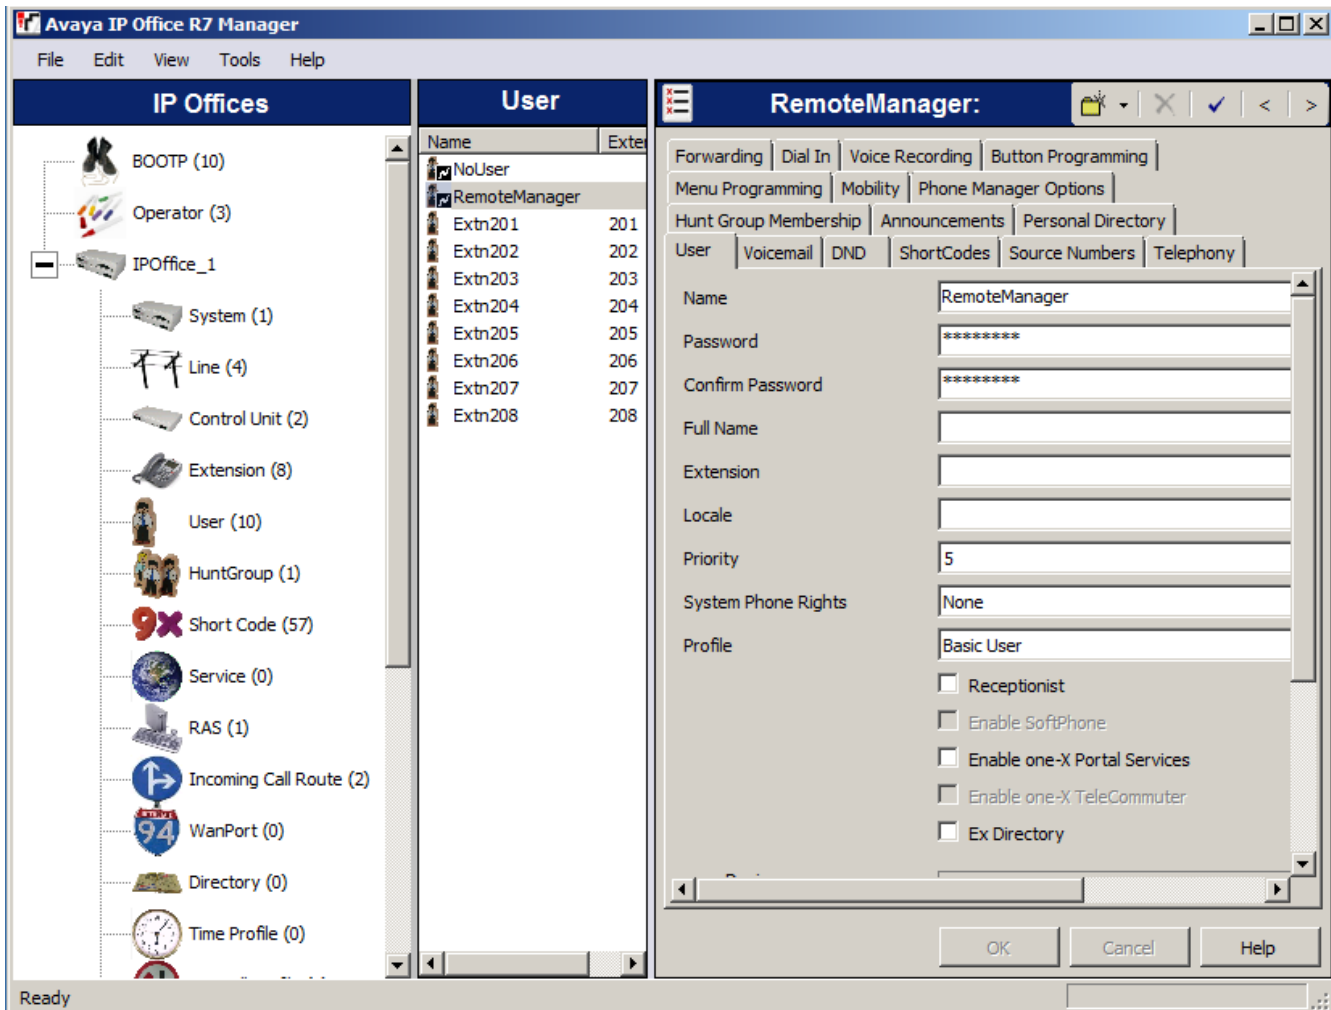 Avaya IP Office R7 Manager
File Edit View Tools Help
IP Offices
BOOTP (10)
Operator (3)
IPOffice_1
System (1)
Line (4)
Control Unit (2)
Extension (8)
User (10)
HuntGroup (1)
9x Short Code (57)
Service (0)
RAS (1)
Incoming Call Route (2)
94 WanPort (0)
Directory (0)
Time Profile (0)
User
Name Exter
NoUser
RemoteManager
Extn201 201
Extn202 202
Extn203 203
Extn204 204
Extn205 205
Extn206 206
Extn207 207
Extn208 208
RemoteManager:
Forwarding Dial In Voice Recording Button Programming
Menu Programming Mobility Phone Manager Options
Hunt Group Membership Announcements Personal Directory
User Voicemail DND ShortCodes Source Numbers Telephony
Name RemoteManager
Password ********
Confirm Password ********
Full Name
Extension
Locale
Priority 5
System Phone Rights None
Profile Basic User
Receptionist
Enable SoftPhone
Enable one-X Portal Services
Enable one-X TeleCommuter
Ex Directory
OK Cancel Help
Ready